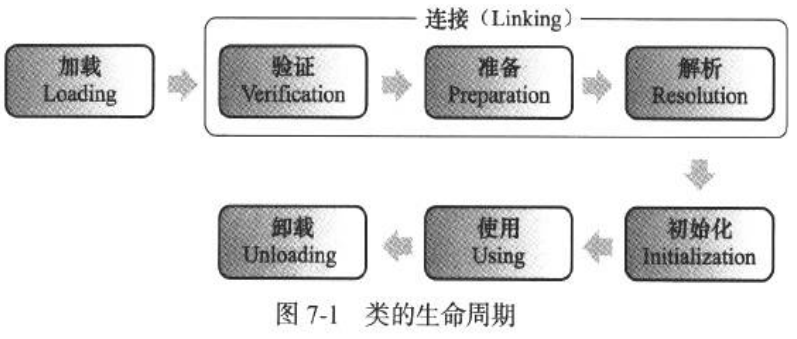 连接（Linking）
加载
Loading
验证
Verification
准备
Preparation
解析
Resolution
卸载
Unloading
使用
Using
初始化
Initialization
图 7-1 类的生命周期